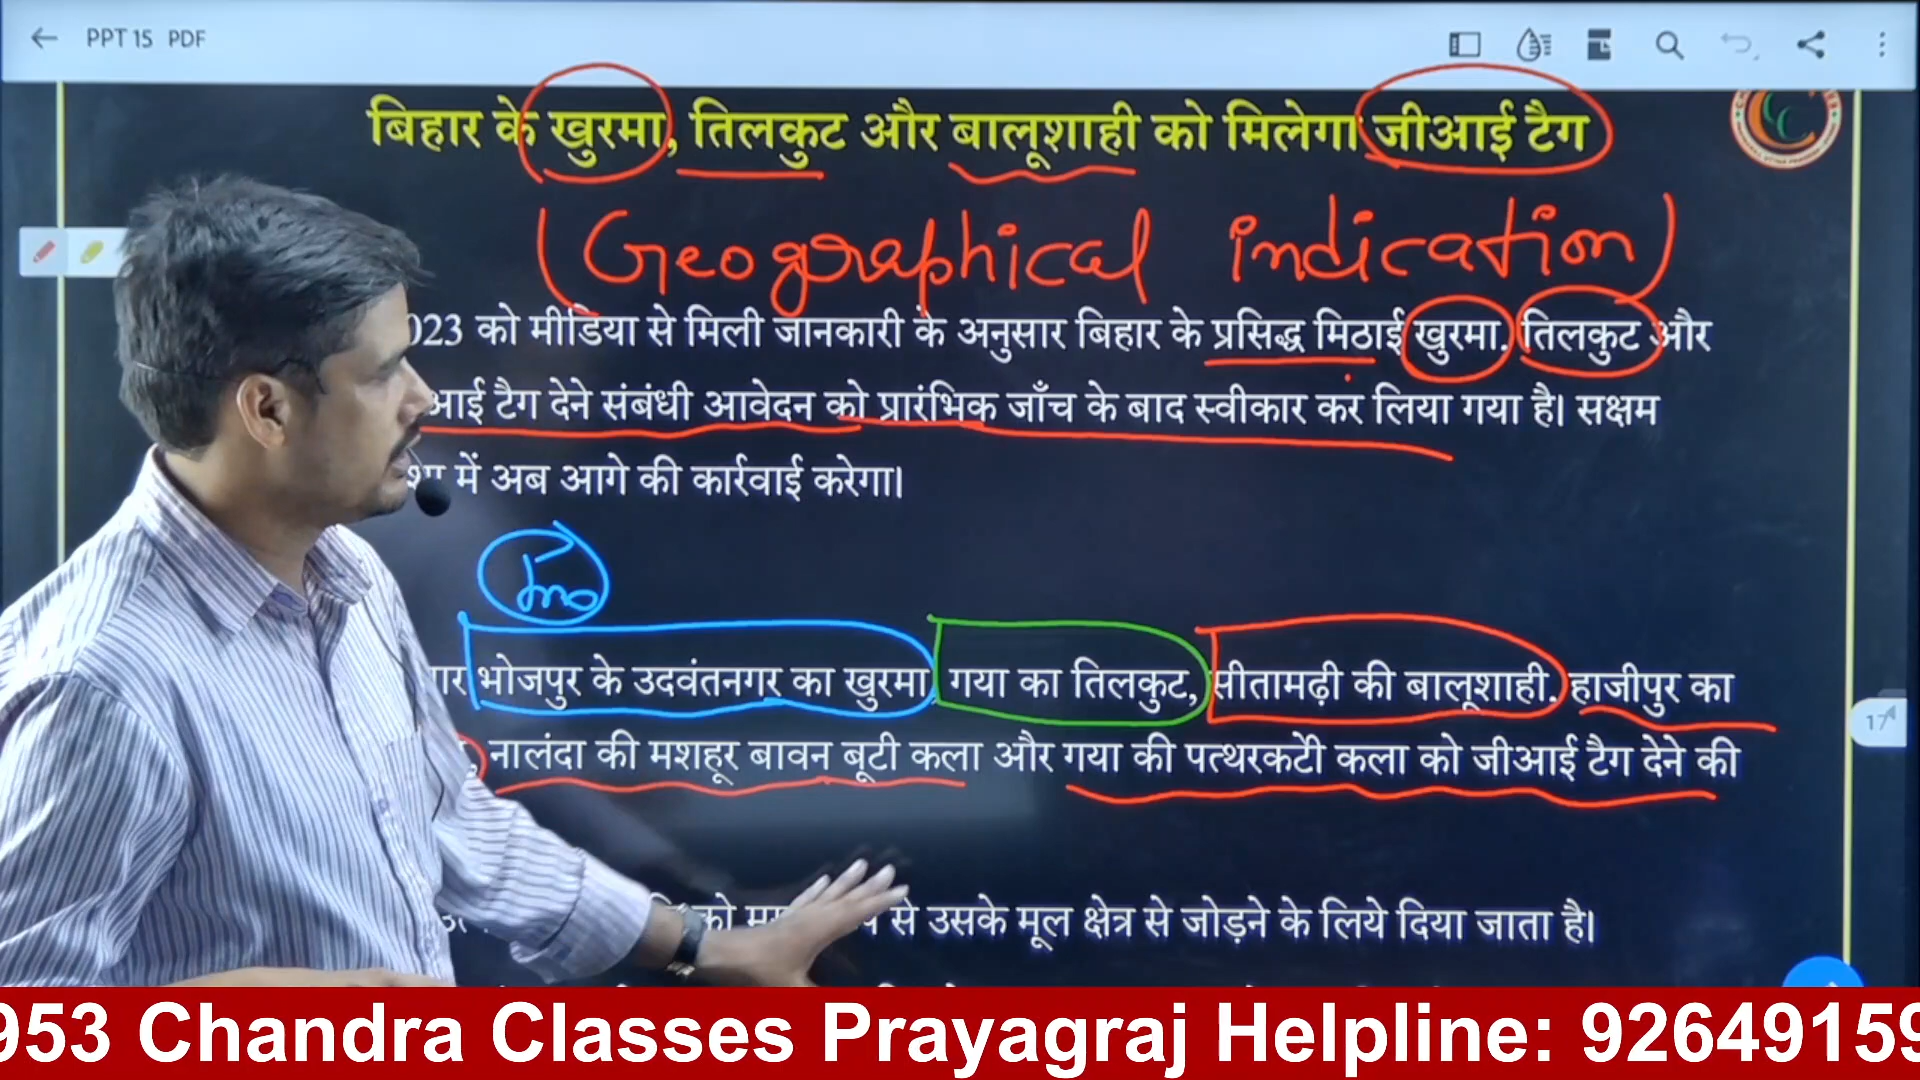 PPT 15 PDF
बिहार के खुरमा, तिलकुट और बालूशाही को मिलेगा जीआई टैग
(Geographical indication)
023 को मीडिया से मिली जानकारी के अनुसार बिहार के प्रसिद्ध मिठाई खुरमा. तिलकुट और
आई टैग देने संबंधी आवेदन को प्रारंभिक जाँच के बाद स्वीकार कर लिया गया है। सक्षम
में अब आगे की कार्रवाई करेगा।
भोजपुर के उदवंतनगर का खुरमा गया का तिलकुट, सीतामढ़ी की बालूशाही. हाजीपुर का
नालंदा की मशहूर बावन बूटी कला और गया की पत्थरकटी कला को जीआई टैग देने की
को से उसके मूल क्षेत्र से जोड़ने के लिये दिया जाता है।
17
953 Chandra Classes Prayagraj Helpline: 92649159